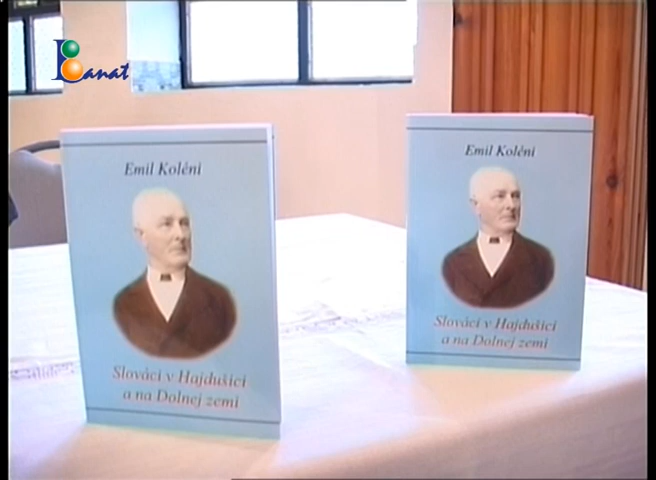 Banat
Emil Koléni
Slováci v Hajdušici
a na Dolnej zemi
Emil Koléni
Slováci v Hajdušici
a na Dolnej zemi